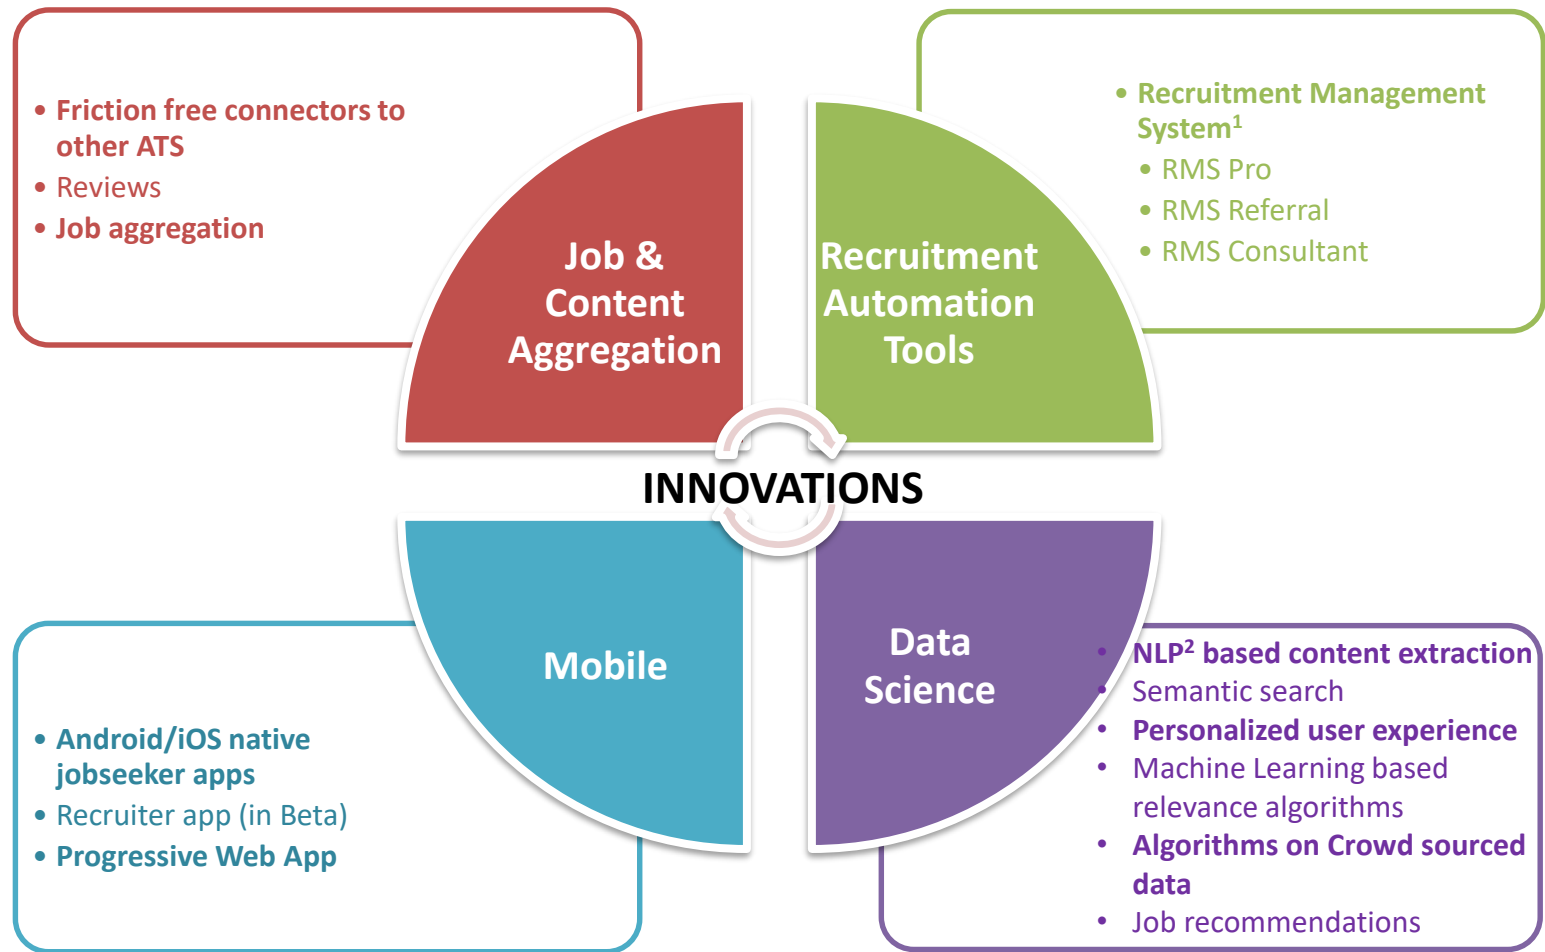 • Friction free connectors to
other ATS
• Reviews
• Job aggregation
Job &
Content
Aggregation
• Recruitment Management
System¹
• RMS Pro
• RMS Referral
• RMS Consultant
Recruitment
Automation
Tools
INNOVATIONS
Mobile
• Android/iOS native
jobseeker apps
• Recruiter app (in Beta)
• Progressive Web App
Data
Science
• NLP² based content extraction
• Semantic search
• Personalized user experience
• Machine Learning based
relevance algorithms
• Algorithms on Crowd sourced
data
• Job recommendations